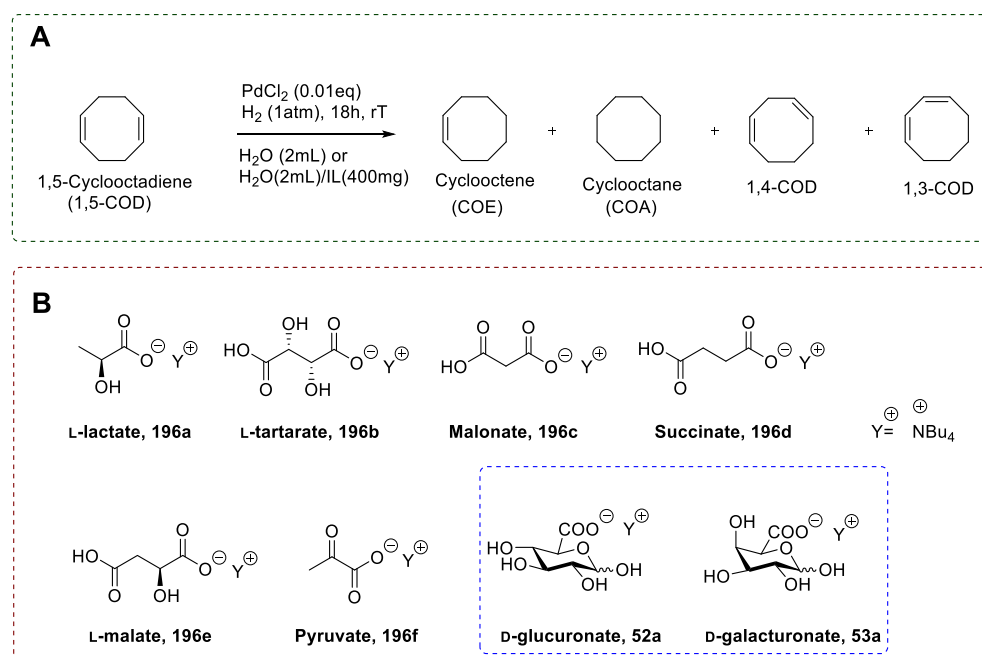 A
PdCl2 (0.01eq)
H2 (1atm), 18h, rT
H2O (2mL) or
H2O(2mL)/IL(400mg)
1,5-Cyclooctadiene
(1,5-COD)
Cyclooctene
(COE)
+
Cyclooctane
(COA)
+
1,4-COD
+
1,3-COD
B
O
O⊖ Y⊕
OH
L-lactate, 196a
OH O
HO O⊖ Y⊕
O OH
L-tartarate, 196b
O O
HO O⊖ Y⊕
Malonate, 196c
O
HO O⊖ Y⊕
O
Succinate, 196d
Y⊕= ⊕NBu4
O
HO O⊖ Y⊕
O OH
L-malate, 196e
O
O⊖ Y⊕
O
Pyruvate, 196f
COO⊖ Y⊕
HO O
HO OH
OH
D-glucuronate, 52a
OH COO⊖ Y⊕
O
HO OH
OH
D-galacturonate, 53a